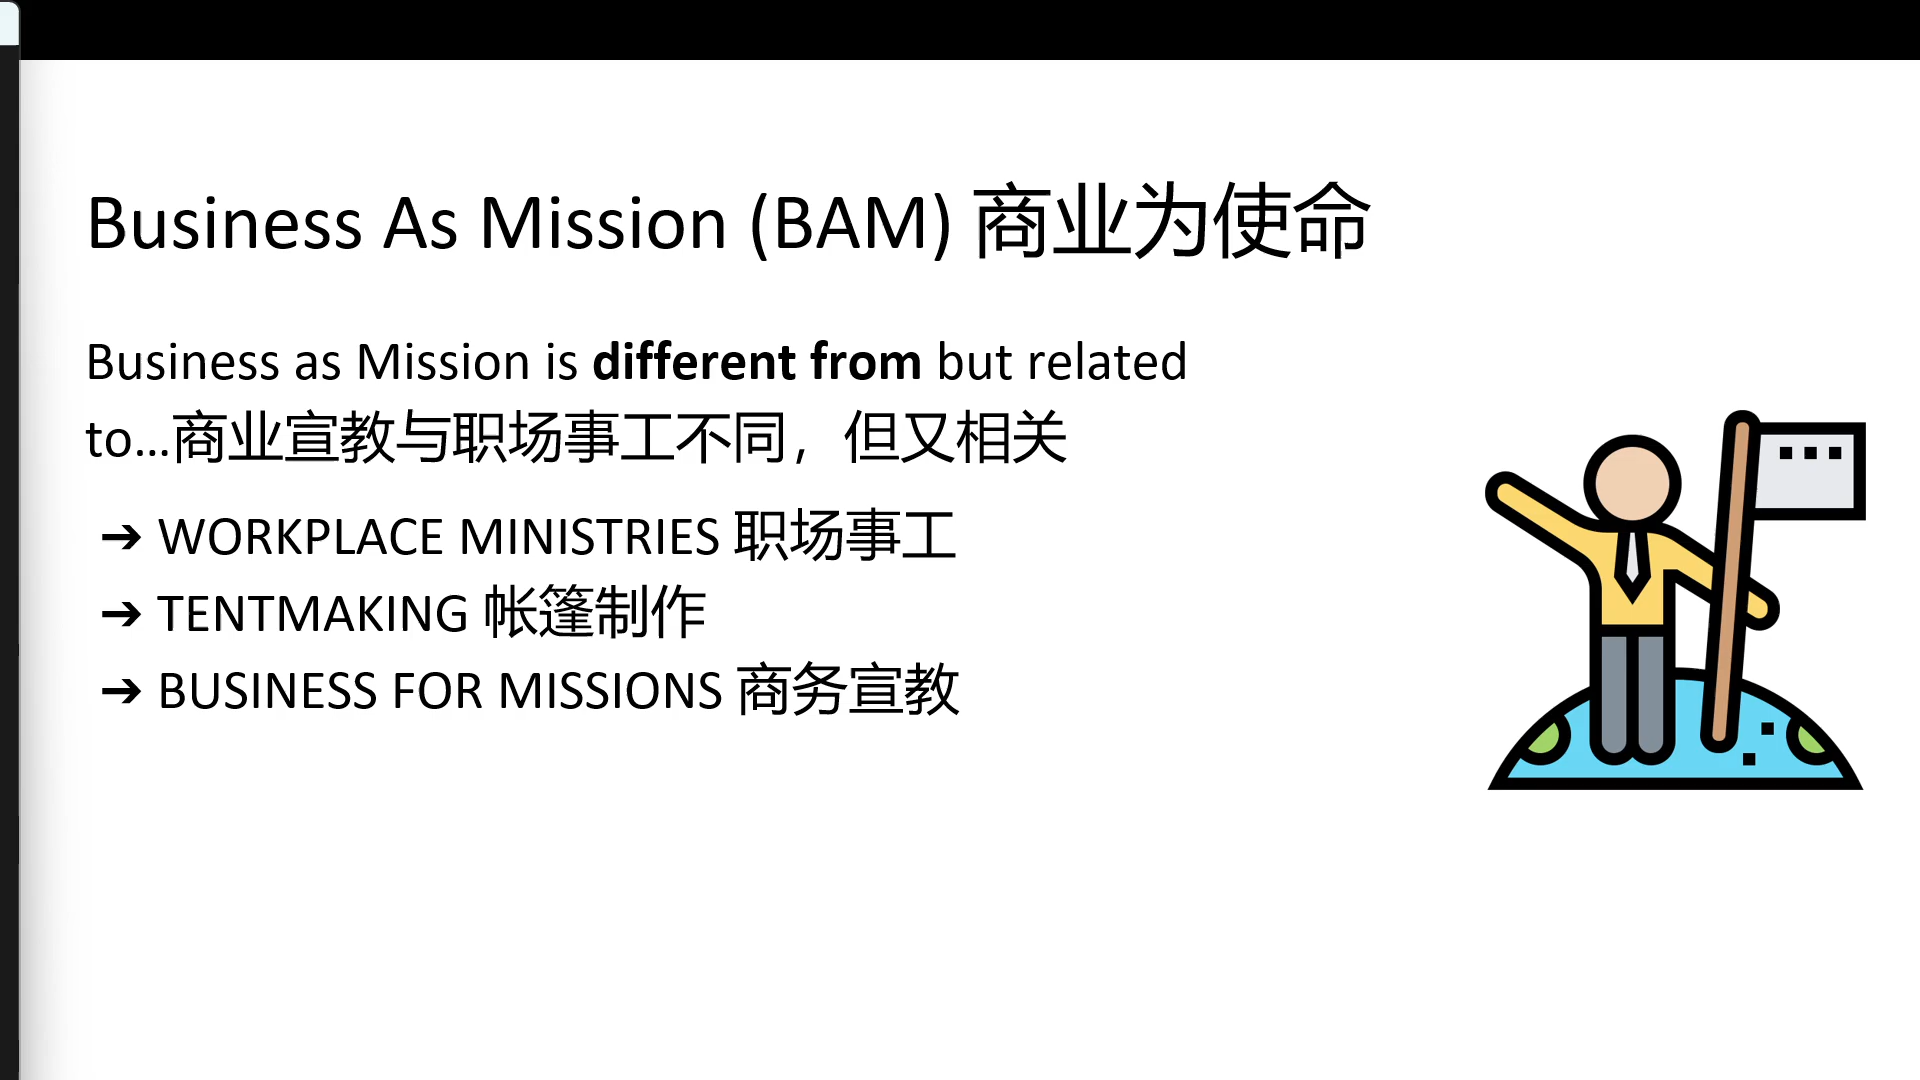 Business As Mission (BAM) 商业为使命
Business as Mission is different from but related
to...商业宣教与职场事工不同，但又相关
➔ WORKPLACE MINISTRIES 职场事工
➔ TENTMAKING 帐篷制作
➔ BUSINESS FOR MISSIONS 商务宣教